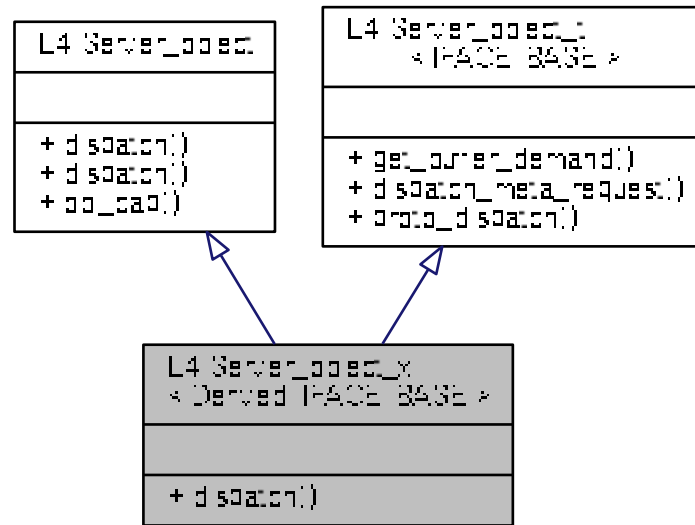 L4 Server_object
+ dispatch()
+ dispatch()
+ obj_cap()
L4 Server_object_t
< IFACE BASE >
+ get_buffer_demand()
+ dispatch_meta_request()
+ proto_dispatch()
L4 Server_object_x
< Derived IFACE BASE >
+ dispatch()